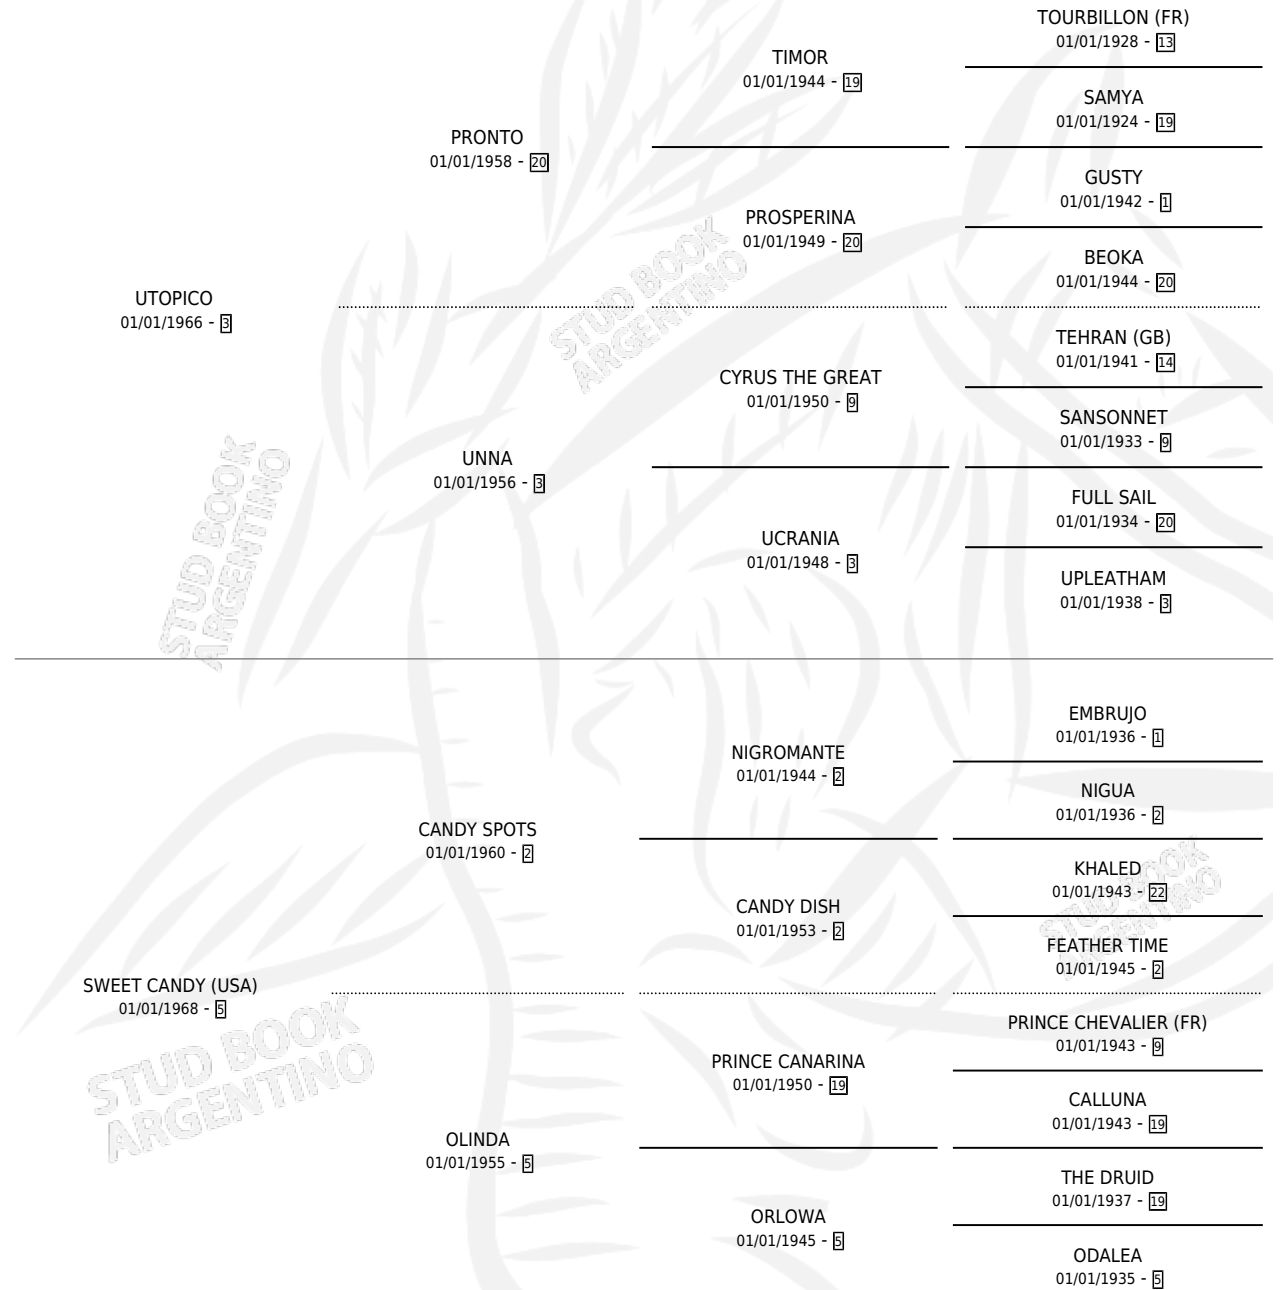 TOURBILLON (FR)
01/01/1928 - 13
TIMOR
01/01/1944 - 19
SAMYA
01/01/1924 - 19
PRONTO
01/01/1958 - 20
GUSTY
01/01/1942 - 1
PROSPERINA
01/01/1949 - 20
BEOKA
01/01/1944 - 20
UTOPICO
01/01/1966 - 3
STUD BOOK
ARGENTINO
TEHRAN (GB)
01/01/1941 - 14
CYRUS THE GREAT
01/01/1950 - 9
SANSONNET
01/01/1933 - 9
UNNA
01/01/1956 - 3
FULL SAIL
01/01/1934 - 20
UCRANIA
01/01/1948 - 3
UPLEATHAM
01/01/1938 - 3
STUD BOOK
ARGENTINO
EMBRUJO
01/01/1936 - 1
NIGROMANTE
01/01/1944 - 2
NIGUA
01/01/1936 - 2
CANDY SPOTS
01/01/1960 - 2
KHALED
01/01/1943 - 22
CANDY DISH
01/01/1953 - 2
FEATHER TIME
01/01/1945 - 2
STUD BOOK
ARGENTINO
SWEET CANDY (USA)
01/01/1968 - 5
PRINCE CHEVALIER (FR)
01/01/1943 - 9
PRINCE CANARINA
01/01/1950 - 19
CALLUNA
01/01/1943 - 19
STUD BOOK
ARGENTINO
OLINDA
01/01/1955 - 5
THE DRUID
01/01/1937 - 19
ORLOWA
01/01/1945 - 5
ODALEA
01/01/1935 - 5